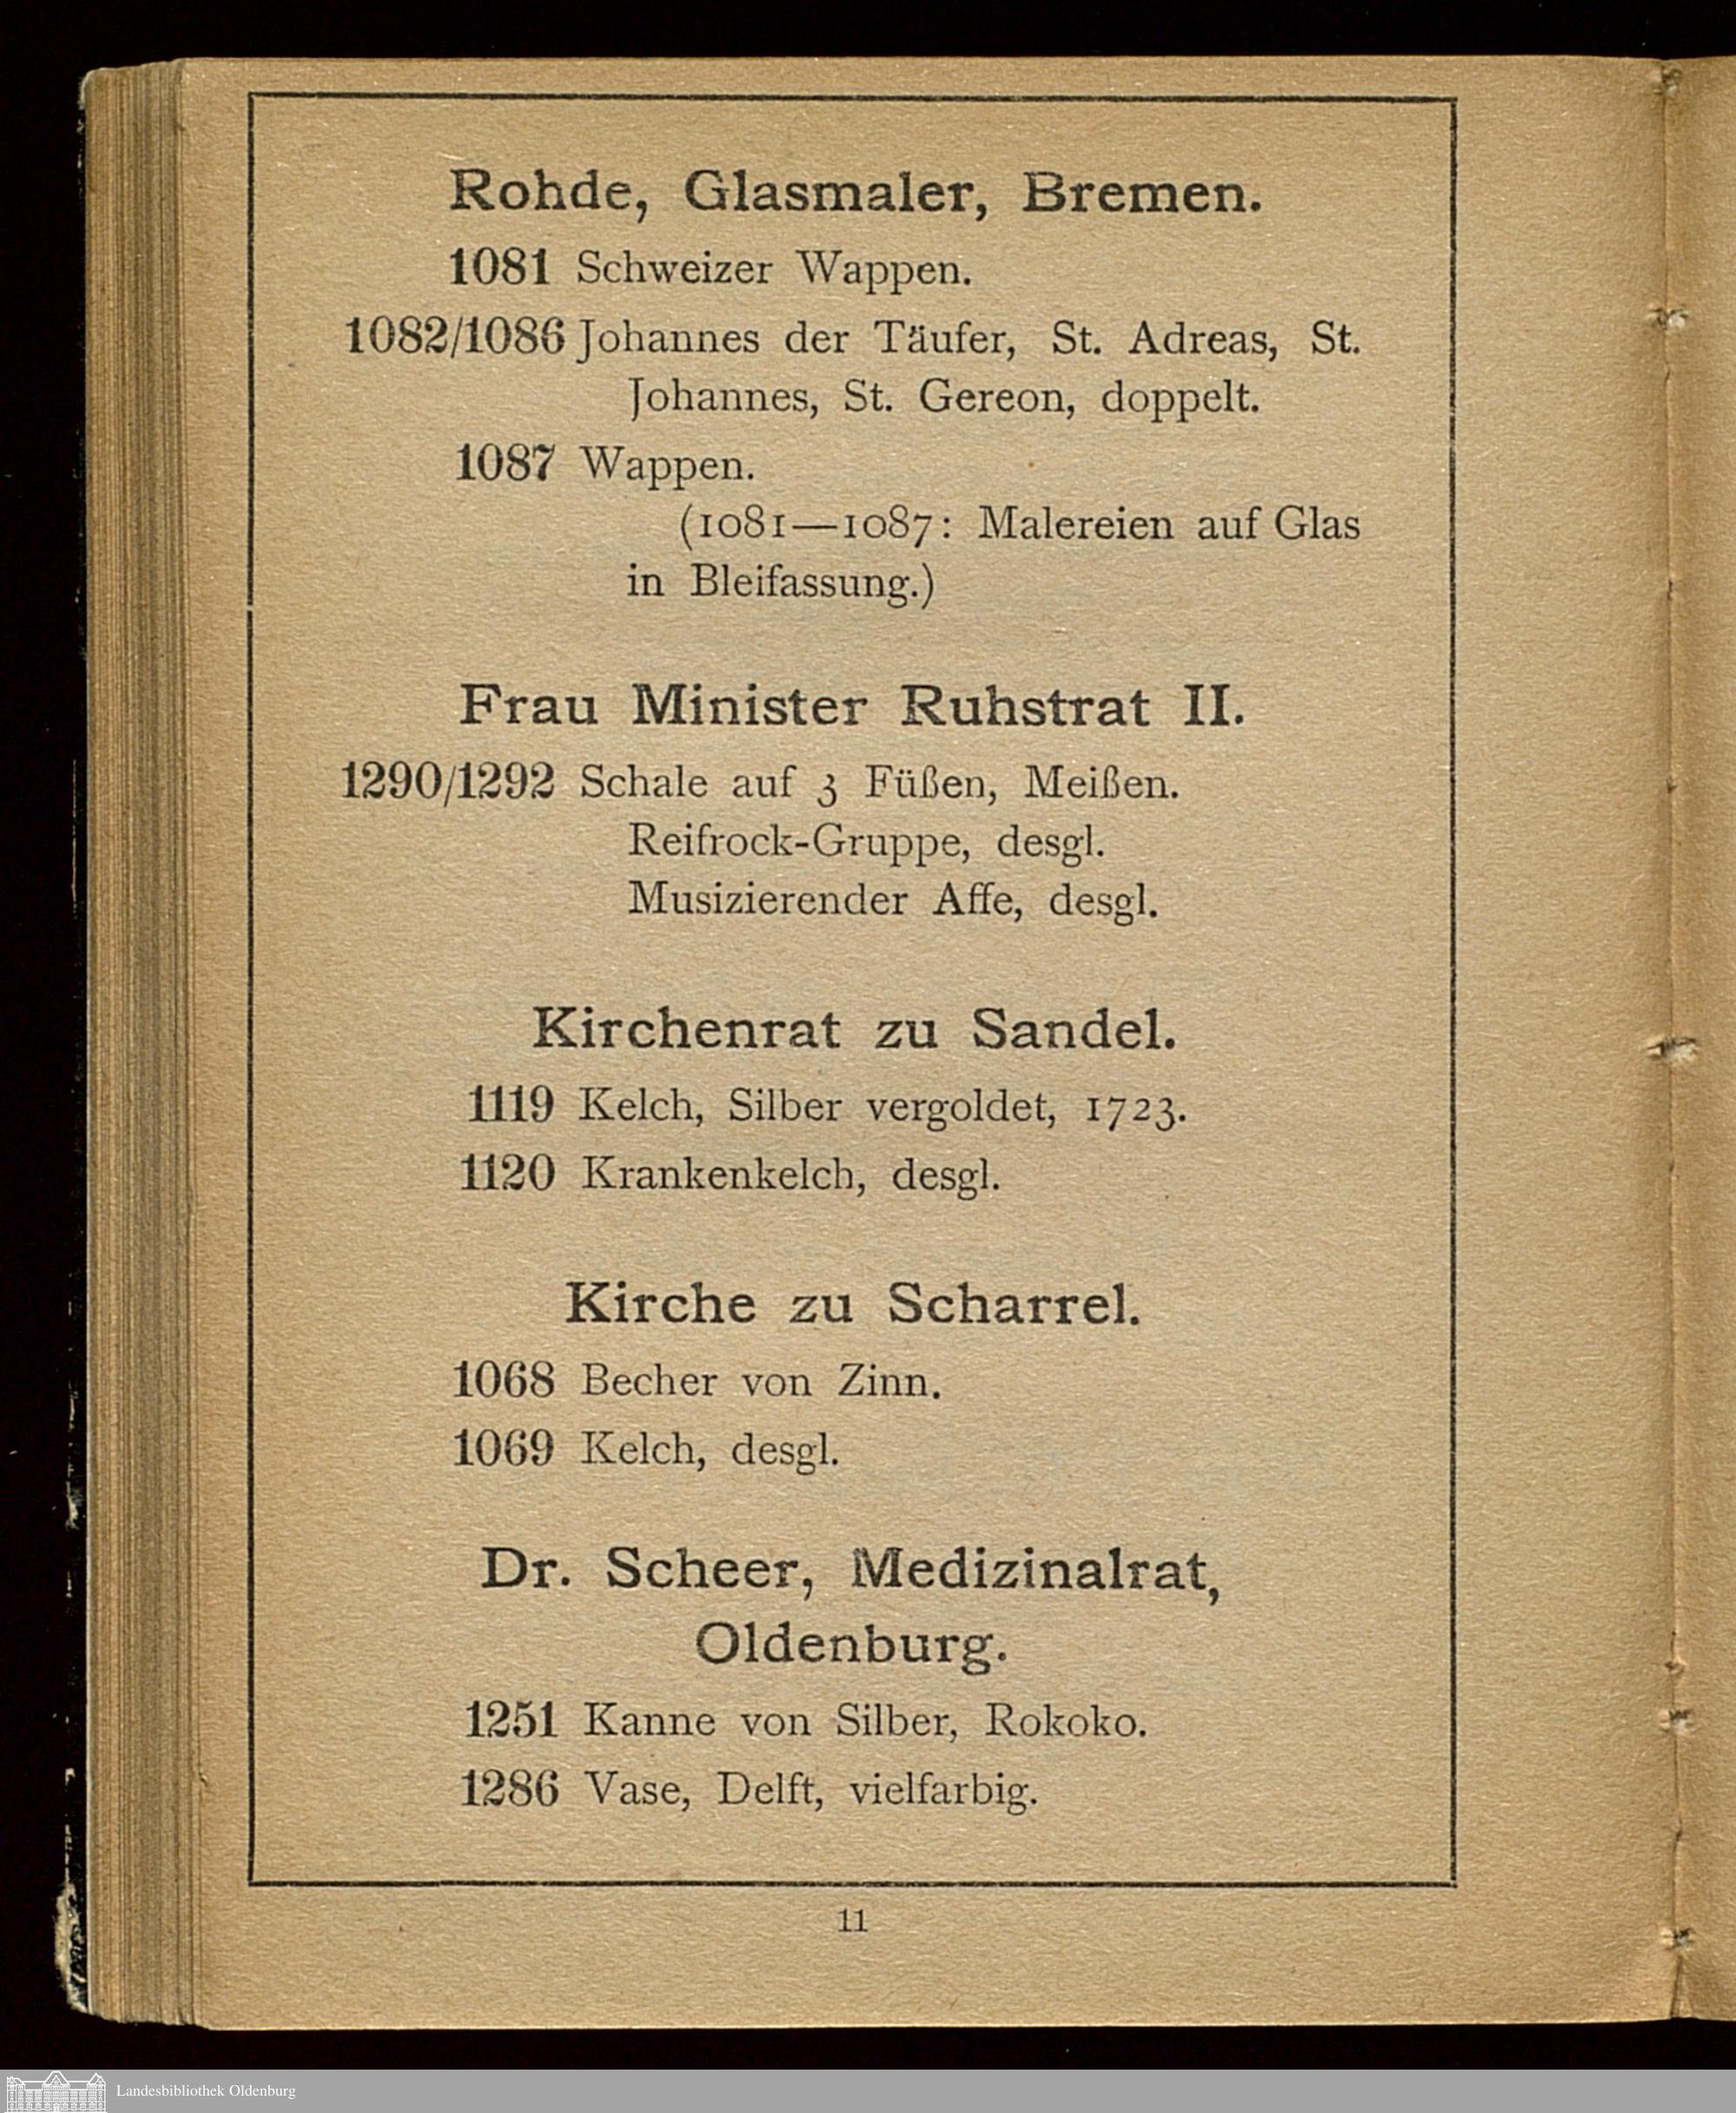 Rohde, Glasmaler, Bremen.
1081 Schweizer Wappen.
1082/1086 Johannes der Täufer, St. Adreas, St.
Johannes, St. Gereon, doppelt.
1087 Wappen.
(1081—1087: Malereien auf Glas
in Bleifassung.)
Frau Minister Ruhstrat II.
1290/1292 Schale auf 3 Füßen, Meißen.
Reifrock-Gruppe, desgl.
Musizierender Affe, desgl.
Kirchenrat zu Sandel.
1119 Kelch, Silber vergoldet, 1723.
1120 Krankenkelch, desgl.
Kirche zu Scharrel.
1068 Becher von Zinn.
1069 Kelch, desgl.
Dr. Scheer, Medizinalrat,
Oldenburg.
1251 Kanne von Silber, Rokoko.
1286 Vase, Delft, vielfarbig.
11
Landesbibliothek Oldenburg